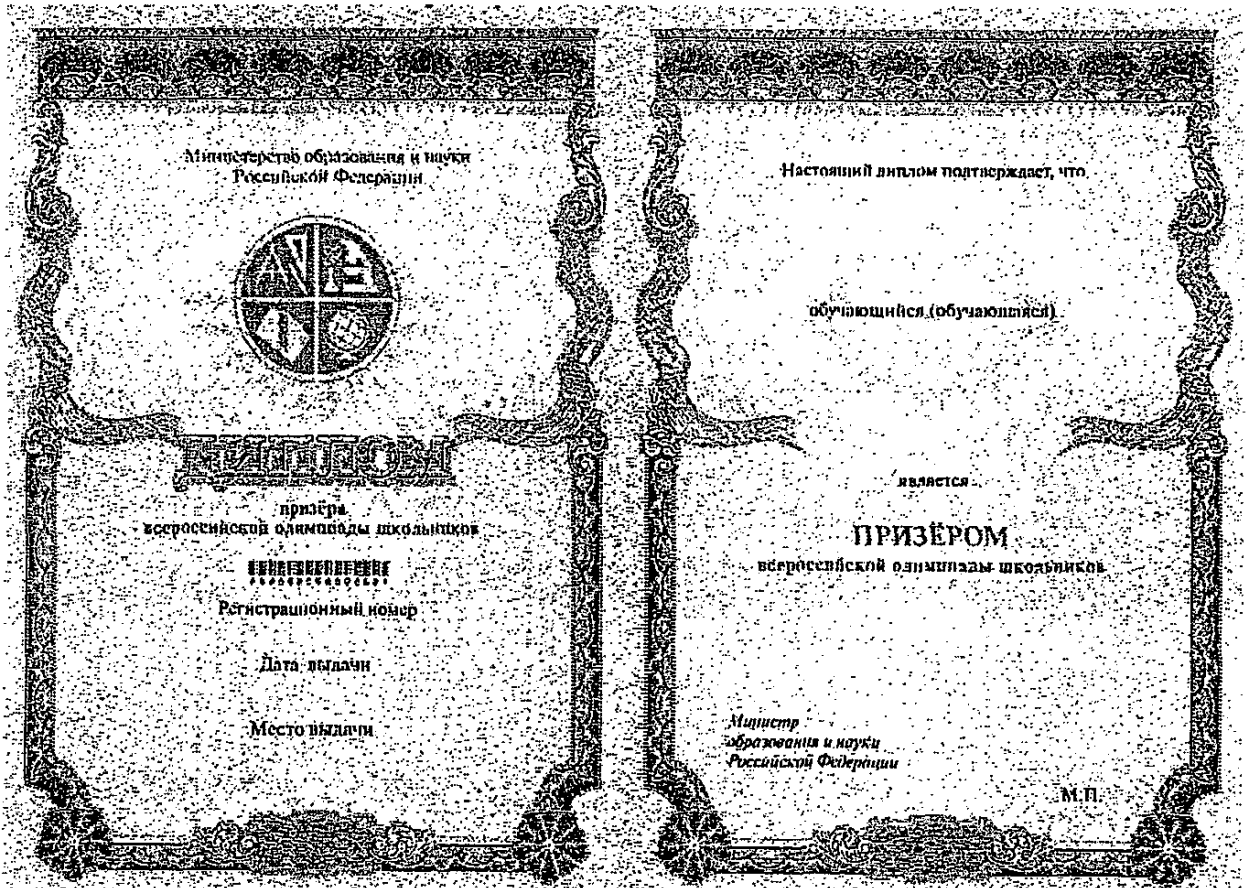 Министерство образования и науки
Российской Федерации
ДИПЛОМ
призёра
всероссийской олимпиады школьников
Регистрационный номер
Дата выдачи
Место выдачи
Настоящий диплом подтверждает, что
обучающийся (обучающаяся)
является
ПРИЗЁРОМ
всероссийской олимпиады школьников
Министр
образования и науки
Российской Федерации
М.П.